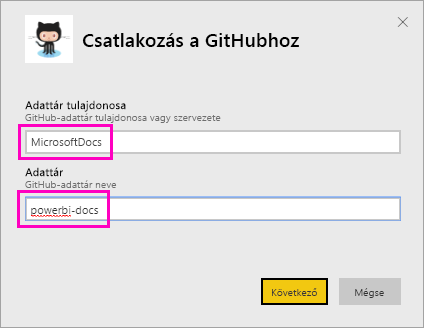 Csatlakozás a GitHubhoz
Adattár tulajdonosa
GitHub-adattár tulajdonosa vagy szervezete
MicrosoftDocs
Adattár
GitHub-adattár neve
powerbi-docs
Következő
Mégse